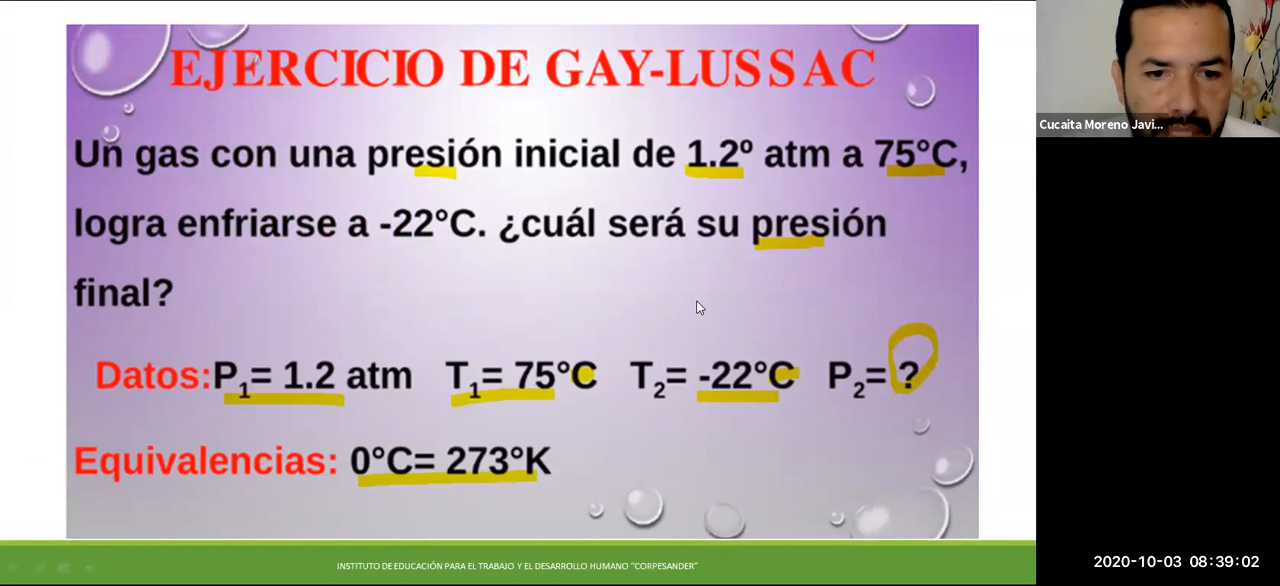 EJERCICIO DE GAY-LUSSAC
Un gas con una presión inicial de 1.2º atm a 75°C,
logra enfriarse a -22°C. ¿cuál será su presión
final?
Datos:P₁= 1.2 atm T₁= 75°C T₂= -22°C P₂= ?
Equivalencias: 0°C= 273°K
INSTITUTO DE EDUCACIÓN PARA EL TRABAJO Y EL DESARROLLO HUMANO "CORPESANDER"
Cucaita Moreno Javi...
2020-10-03 08:39:02